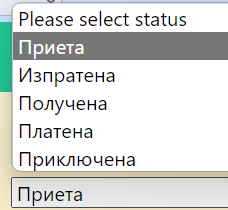 Please select status
Приета
Изпратена
Получена
Платена
Приключена
Приета